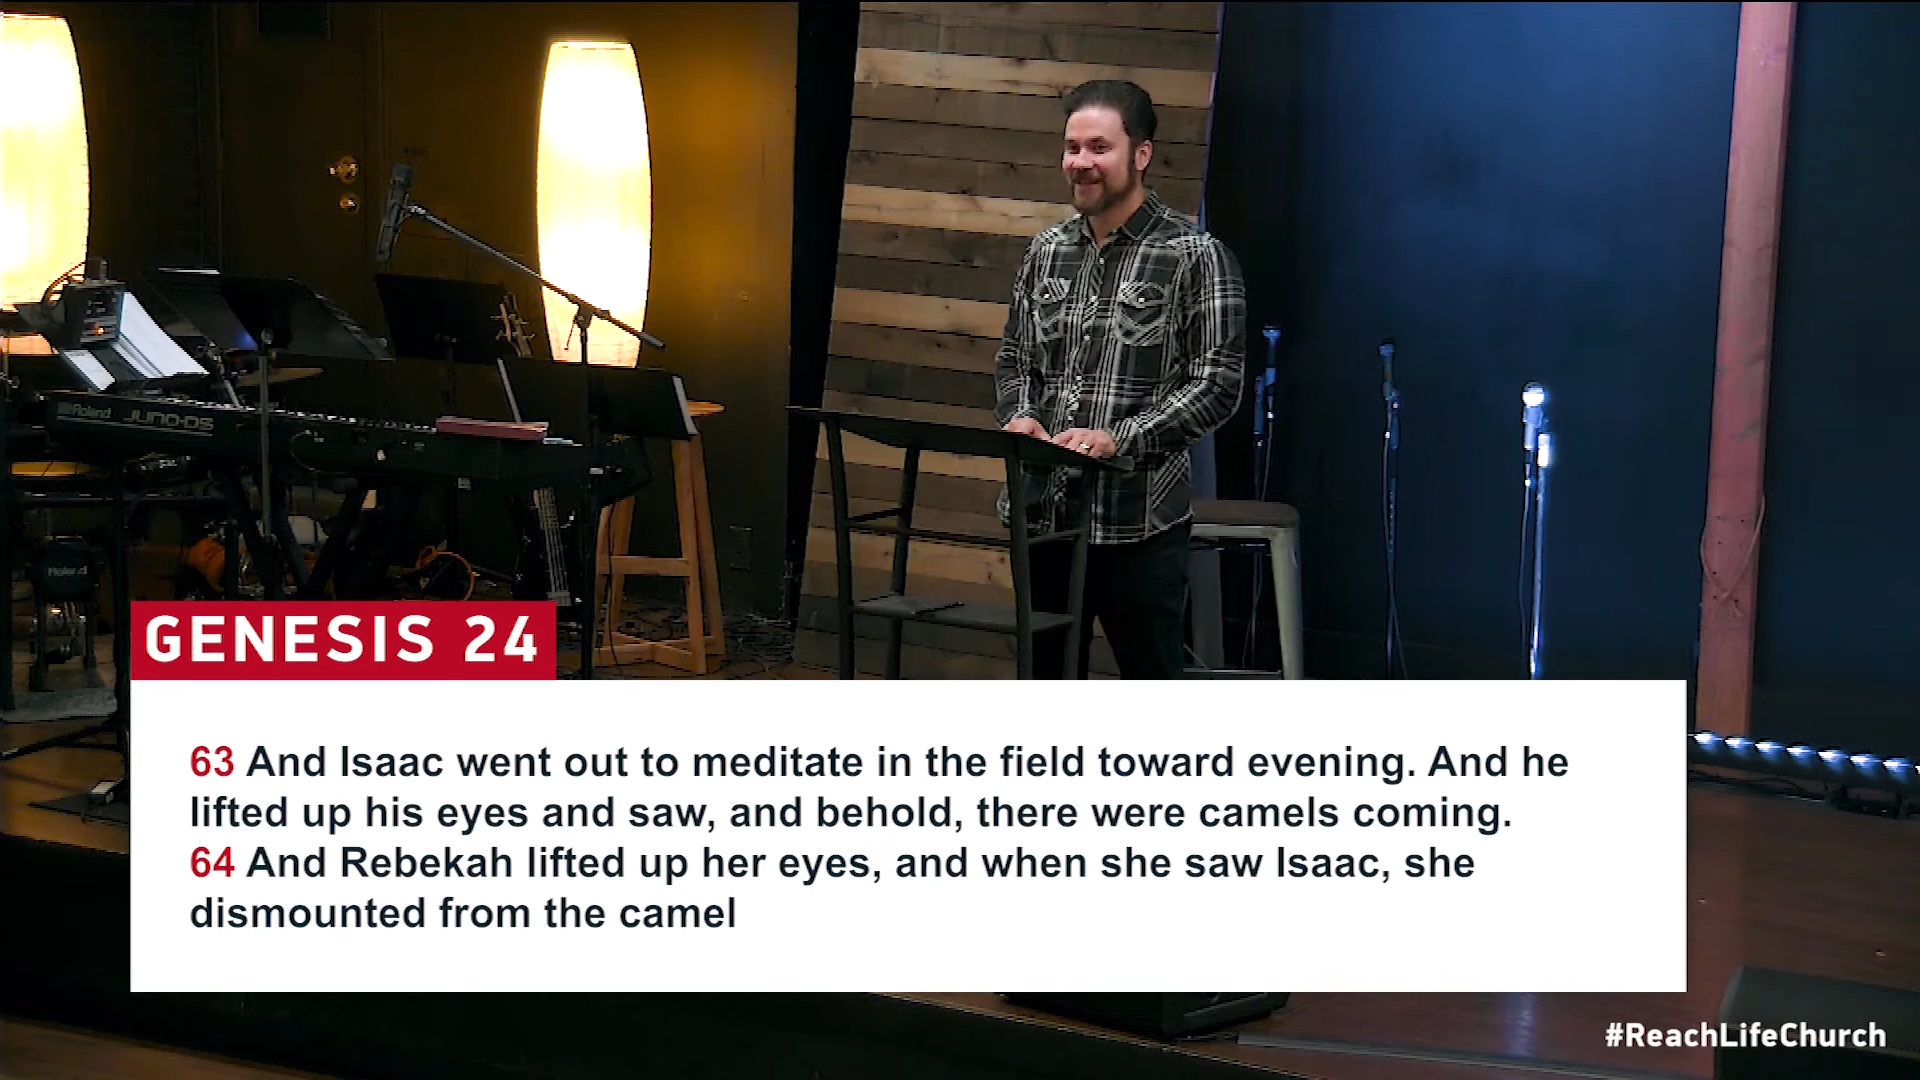 Roland JUNO-DS
Roland
GENESIS 24
63 And Isaac went out to meditate in the field toward evening. And he
lifted up his eyes and saw, and behold, there were camels coming.
64 And Rebekah lifted up her eyes, and when she saw Isaac, she
dismounted from the camel
#ReachLifeChurch